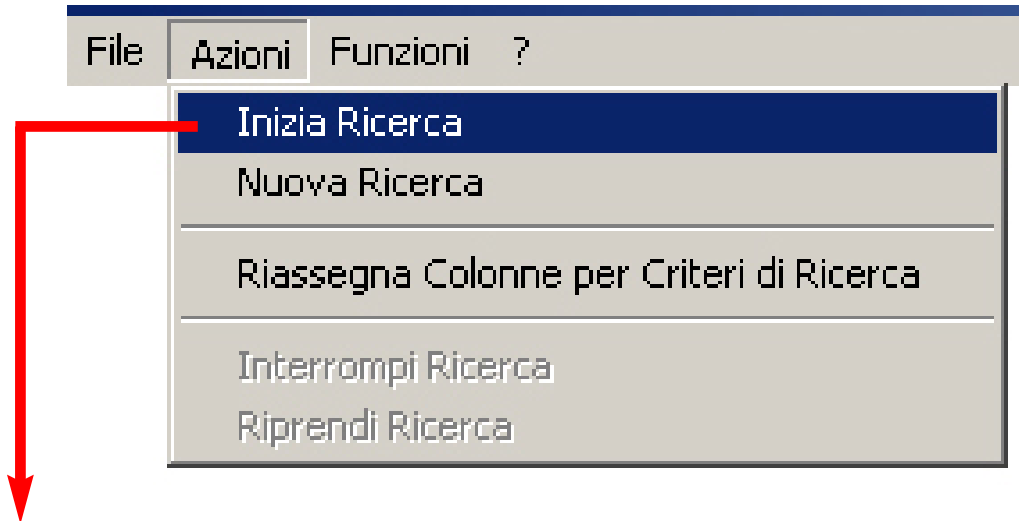 File Azioni Funzioni ?
Inizia Ricerca
Nuova Ricerca
Riassegna Colonne per Criteri di Ricerca
Interrompi Ricerca
Riprendi Ricerca